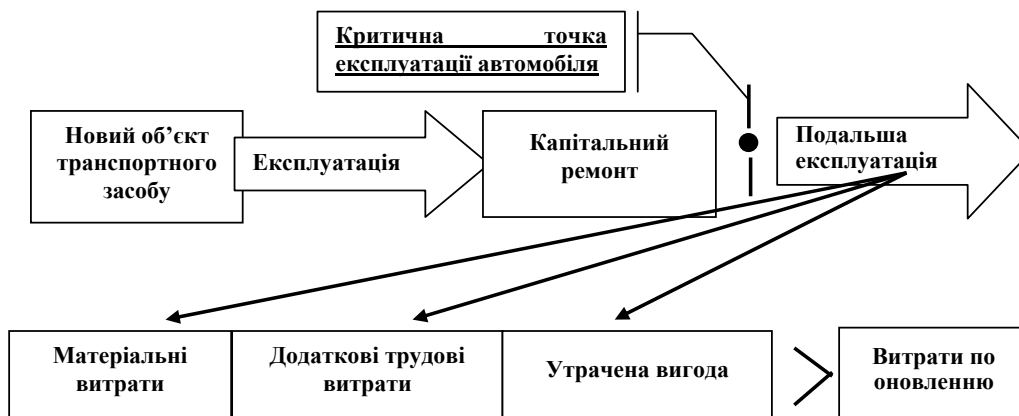 Критична точка
експлуатації автомобіля
Новий об’єкт
транспортного
засобу
Експлуатація
Капітальний
ремонт
Подальша
експлуатація
Матеріальні
витрати
Додаткові трудові
витрати
Утрачена вигода
Витрати по
оновленню